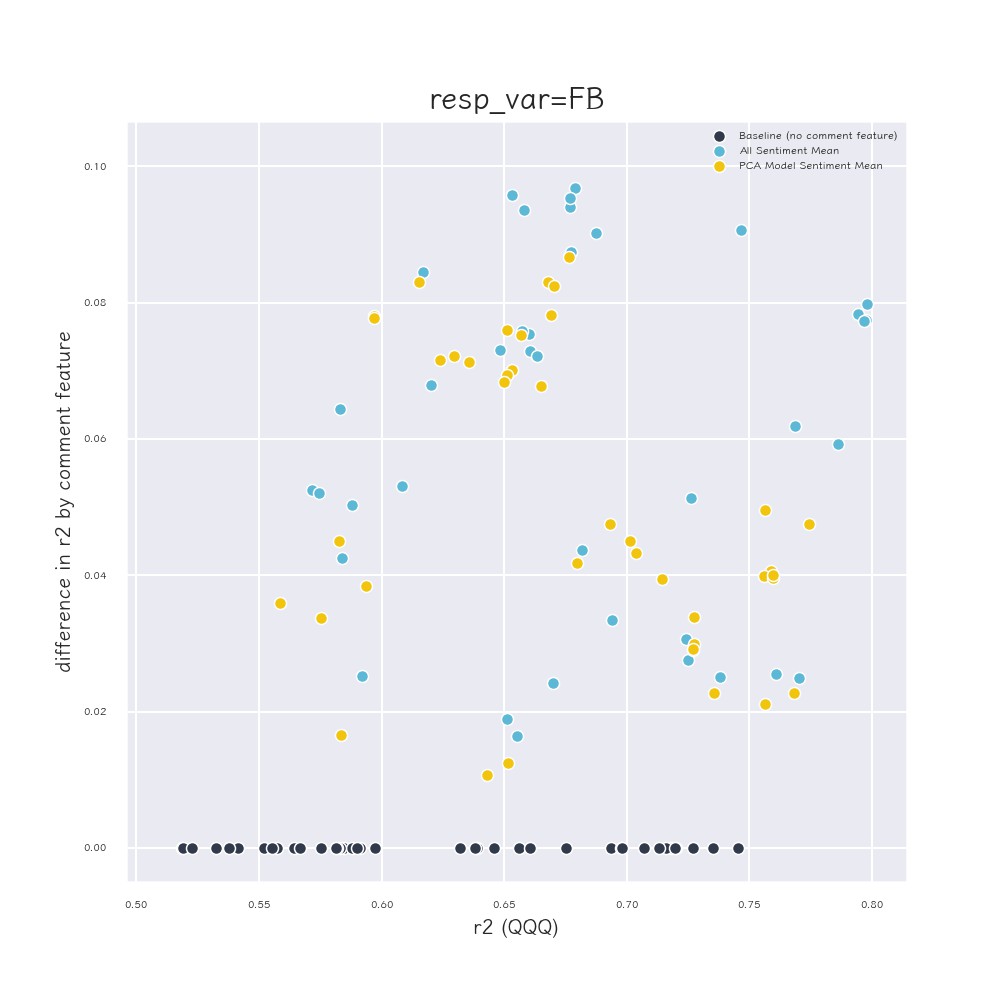 resp_var=FB
Baseline (no comment feature)
All Sentiment Mean
PCA Model Sentiment Mean
difference in r2 by comment feature
0.10
0.08
0.06
0.04
0.02
0.00
0.50 0.55 0.60 0.65 0.70 0.75 0.80
r2 (QQQ)